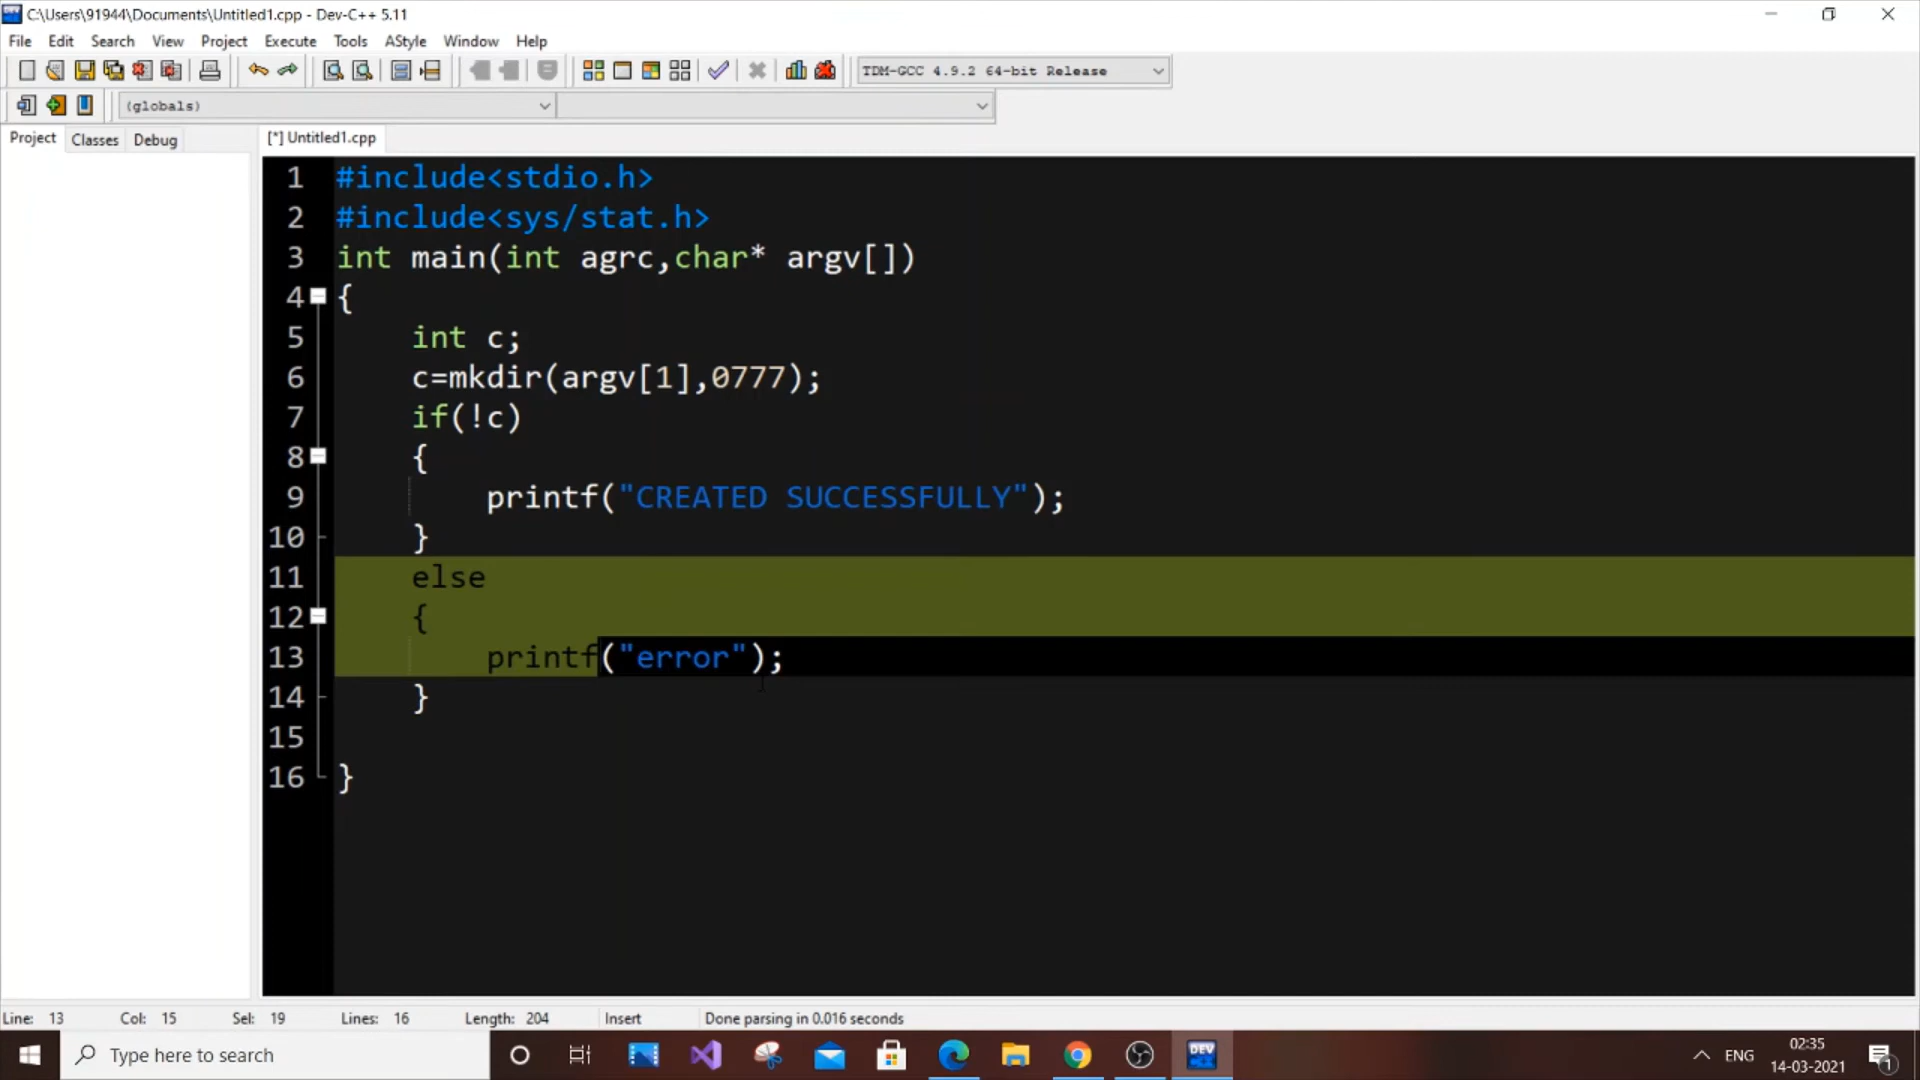 C:\Users\91944\Documents\Untitled1.cpp - Dev-C++ 5.11
File Edit Search View Project Execute Tools AStyle Window Help
TDM-GCC 4.9.2 64-bit Release
(globals)
Project Classes Debug [*] Untitled1.cpp
1 #include<stdio.h>
2 #include<sys/stat.h>
3 int main(int agrc,char* argv[])
4 {
5 int c;
6 c=mkdir(argv[1],0777);
7 if(!c)
8 {
9 printf("CREATED SUCCESSFULLY");
10 }
11 else
12 {
13 printf("error");
14 }
15
16 }
Line: 13 Col: 15 Sel: 19 Lines: 16 Length: 204 Insert Done parsing in 0.016 seconds
Type here to search
DEV
ENG
02:35
14-03-2021
1